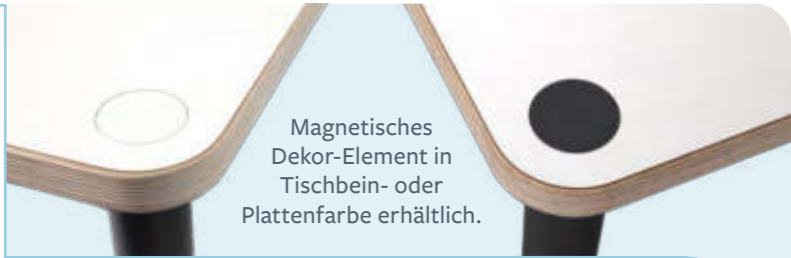 Magnetisches
Dekor-Element in
Tischbein- oder
Plattenfarbe erhältlich.